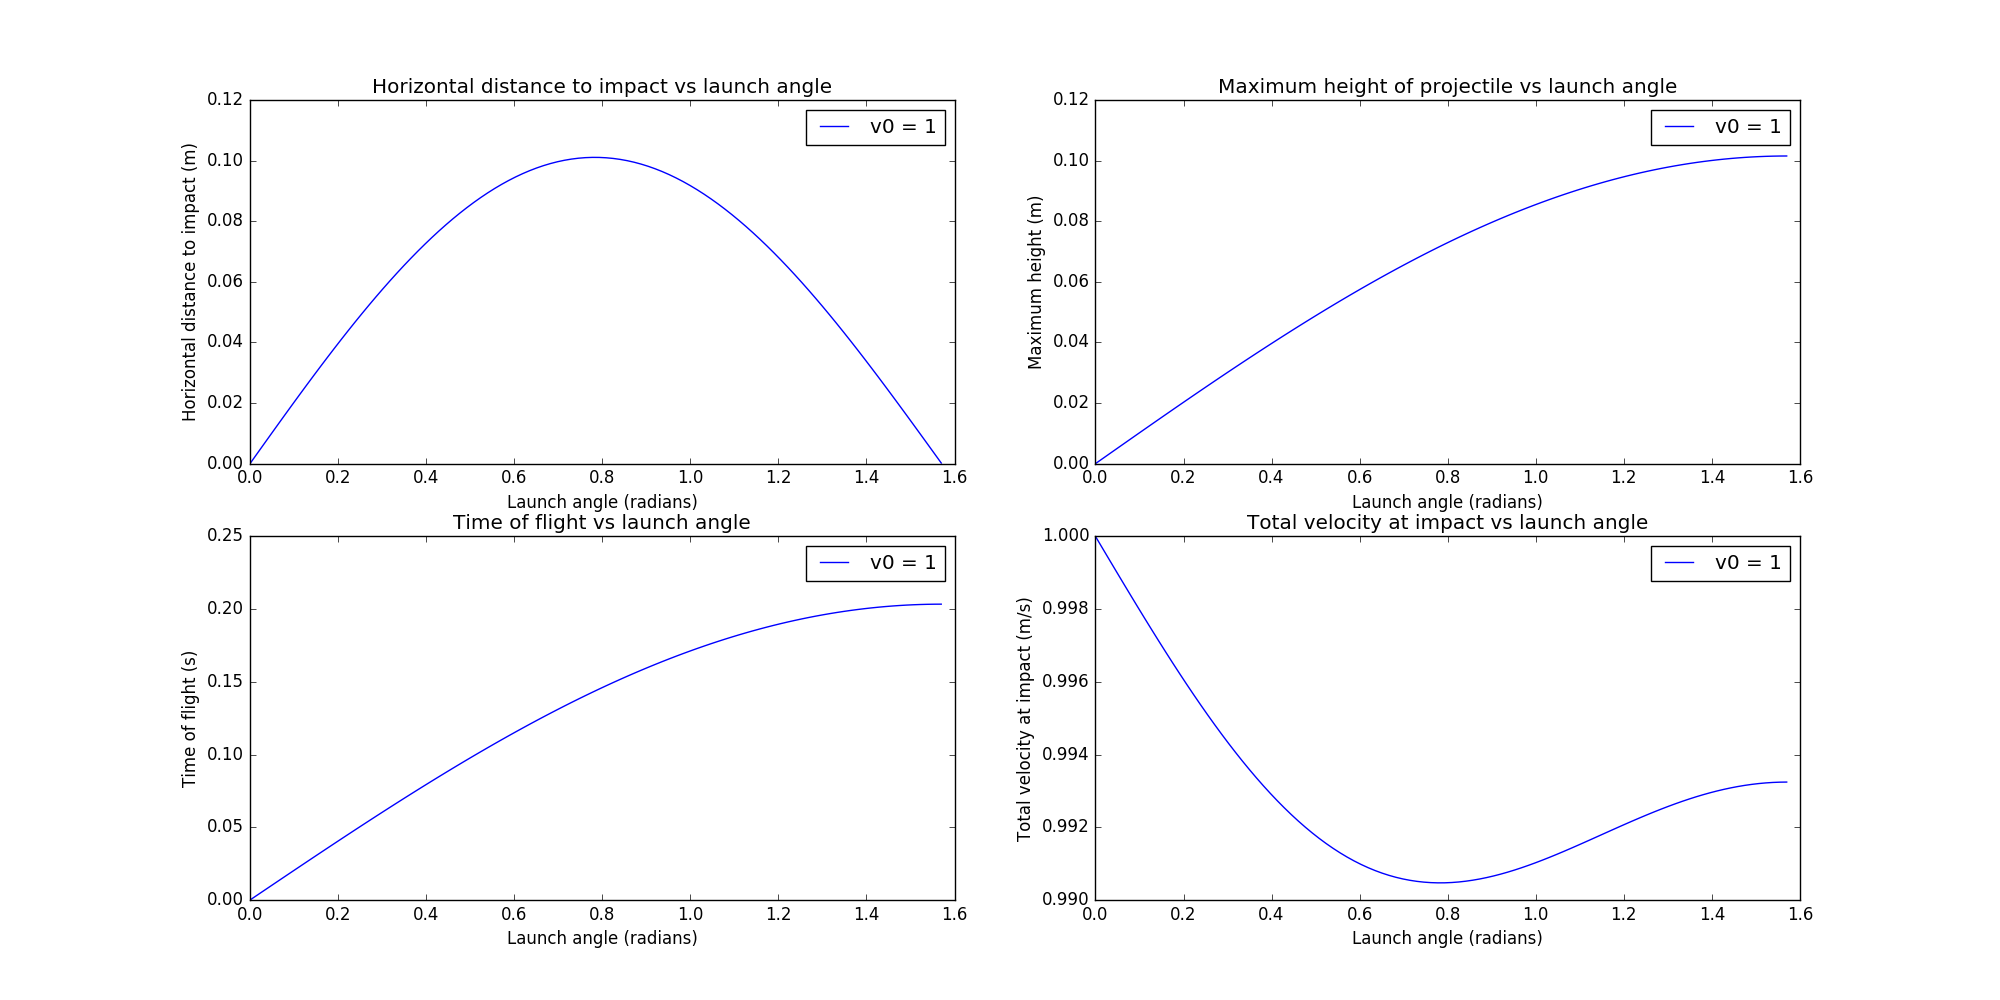 Horizontal distance to impact vs launch angle
Horizontal distance to impact (m)
0.12
0.10
0.08
0.06
0.04
0.02
0.00
v0 = 1
0.0 0.2 0.4 0.6 0.8 1.0 1.2 1.4 1.6
Launch angle (radians)
Maximum height of projectile vs launch angle
Maximum height (m)
0.12
0.10
0.08
0.06
0.04
0.02
0.00
v0 = 1
0.0 0.2 0.4 0.6 0.8 1.0 1.2 1.4 1.6
Launch angle (radians)
Time of flight vs launch angle
Time of flight (s)
0.25
0.20
0.15
0.10
0.05
0.00
v0 = 1
0.0 0.2 0.4 0.6 0.8 1.0 1.2 1.4 1.6
Launch angle (radians)
Total velocity at impact vs launch angle
Total velocity at impact (m/s)
1.000
0.998
0.996
0.994
0.992
0.990
v0 = 1
0.0 0.2 0.4 0.6 0.8 1.0 1.2 1.4 1.6
Launch angle (radians)